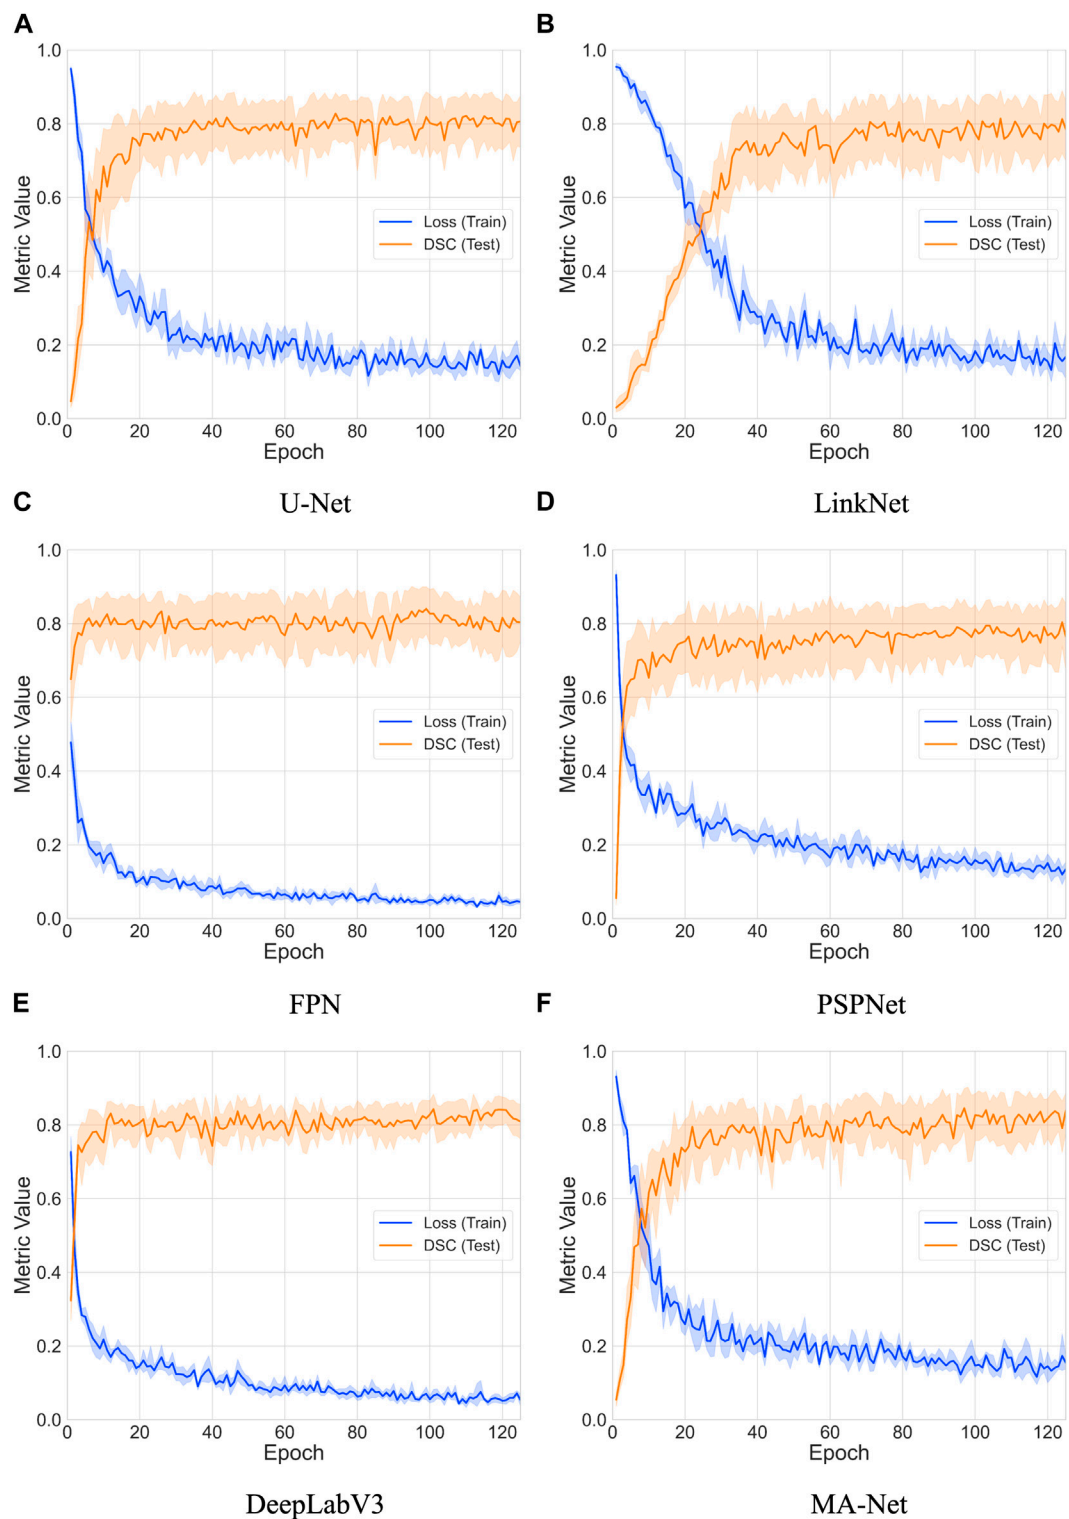 A
1.0
0.8
0.6
0.4
0.2
0.0
Metric Value
Loss (Train)
DSC (Test)
0 20 40 60 80 100 120
Epoch
U-Net
B
1.0
0.8
0.6
0.4
0.2
0.0
Metric Value
Loss (Train)
DSC (Test)
0 20 40 60 80 100 120
Epoch
LinkNet
C
1.0
0.8
0.6
0.4
0.2
0.0
Metric Value
Loss (Train)
DSC (Test)
0 20 40 60 80 100 120
Epoch
FPN
D
1.0
0.8
0.6
0.4
0.2
0.0
Metric Value
Loss (Train)
DSC (Test)
0 20 40 60 80 100 120
Epoch
PSPNet
E
1.0
0.8
0.6
0.4
0.2
0.0
Metric Value
Loss (Train)
DSC (Test)
0 20 40 60 80 100 120
Epoch
DeepLabV3
F
1.0
0.8
0.6
0.4
0.2
0.0
Metric Value
Loss (Train)
DSC (Test)
0 20 40 60 80 100 120
Epoch
MA-Net